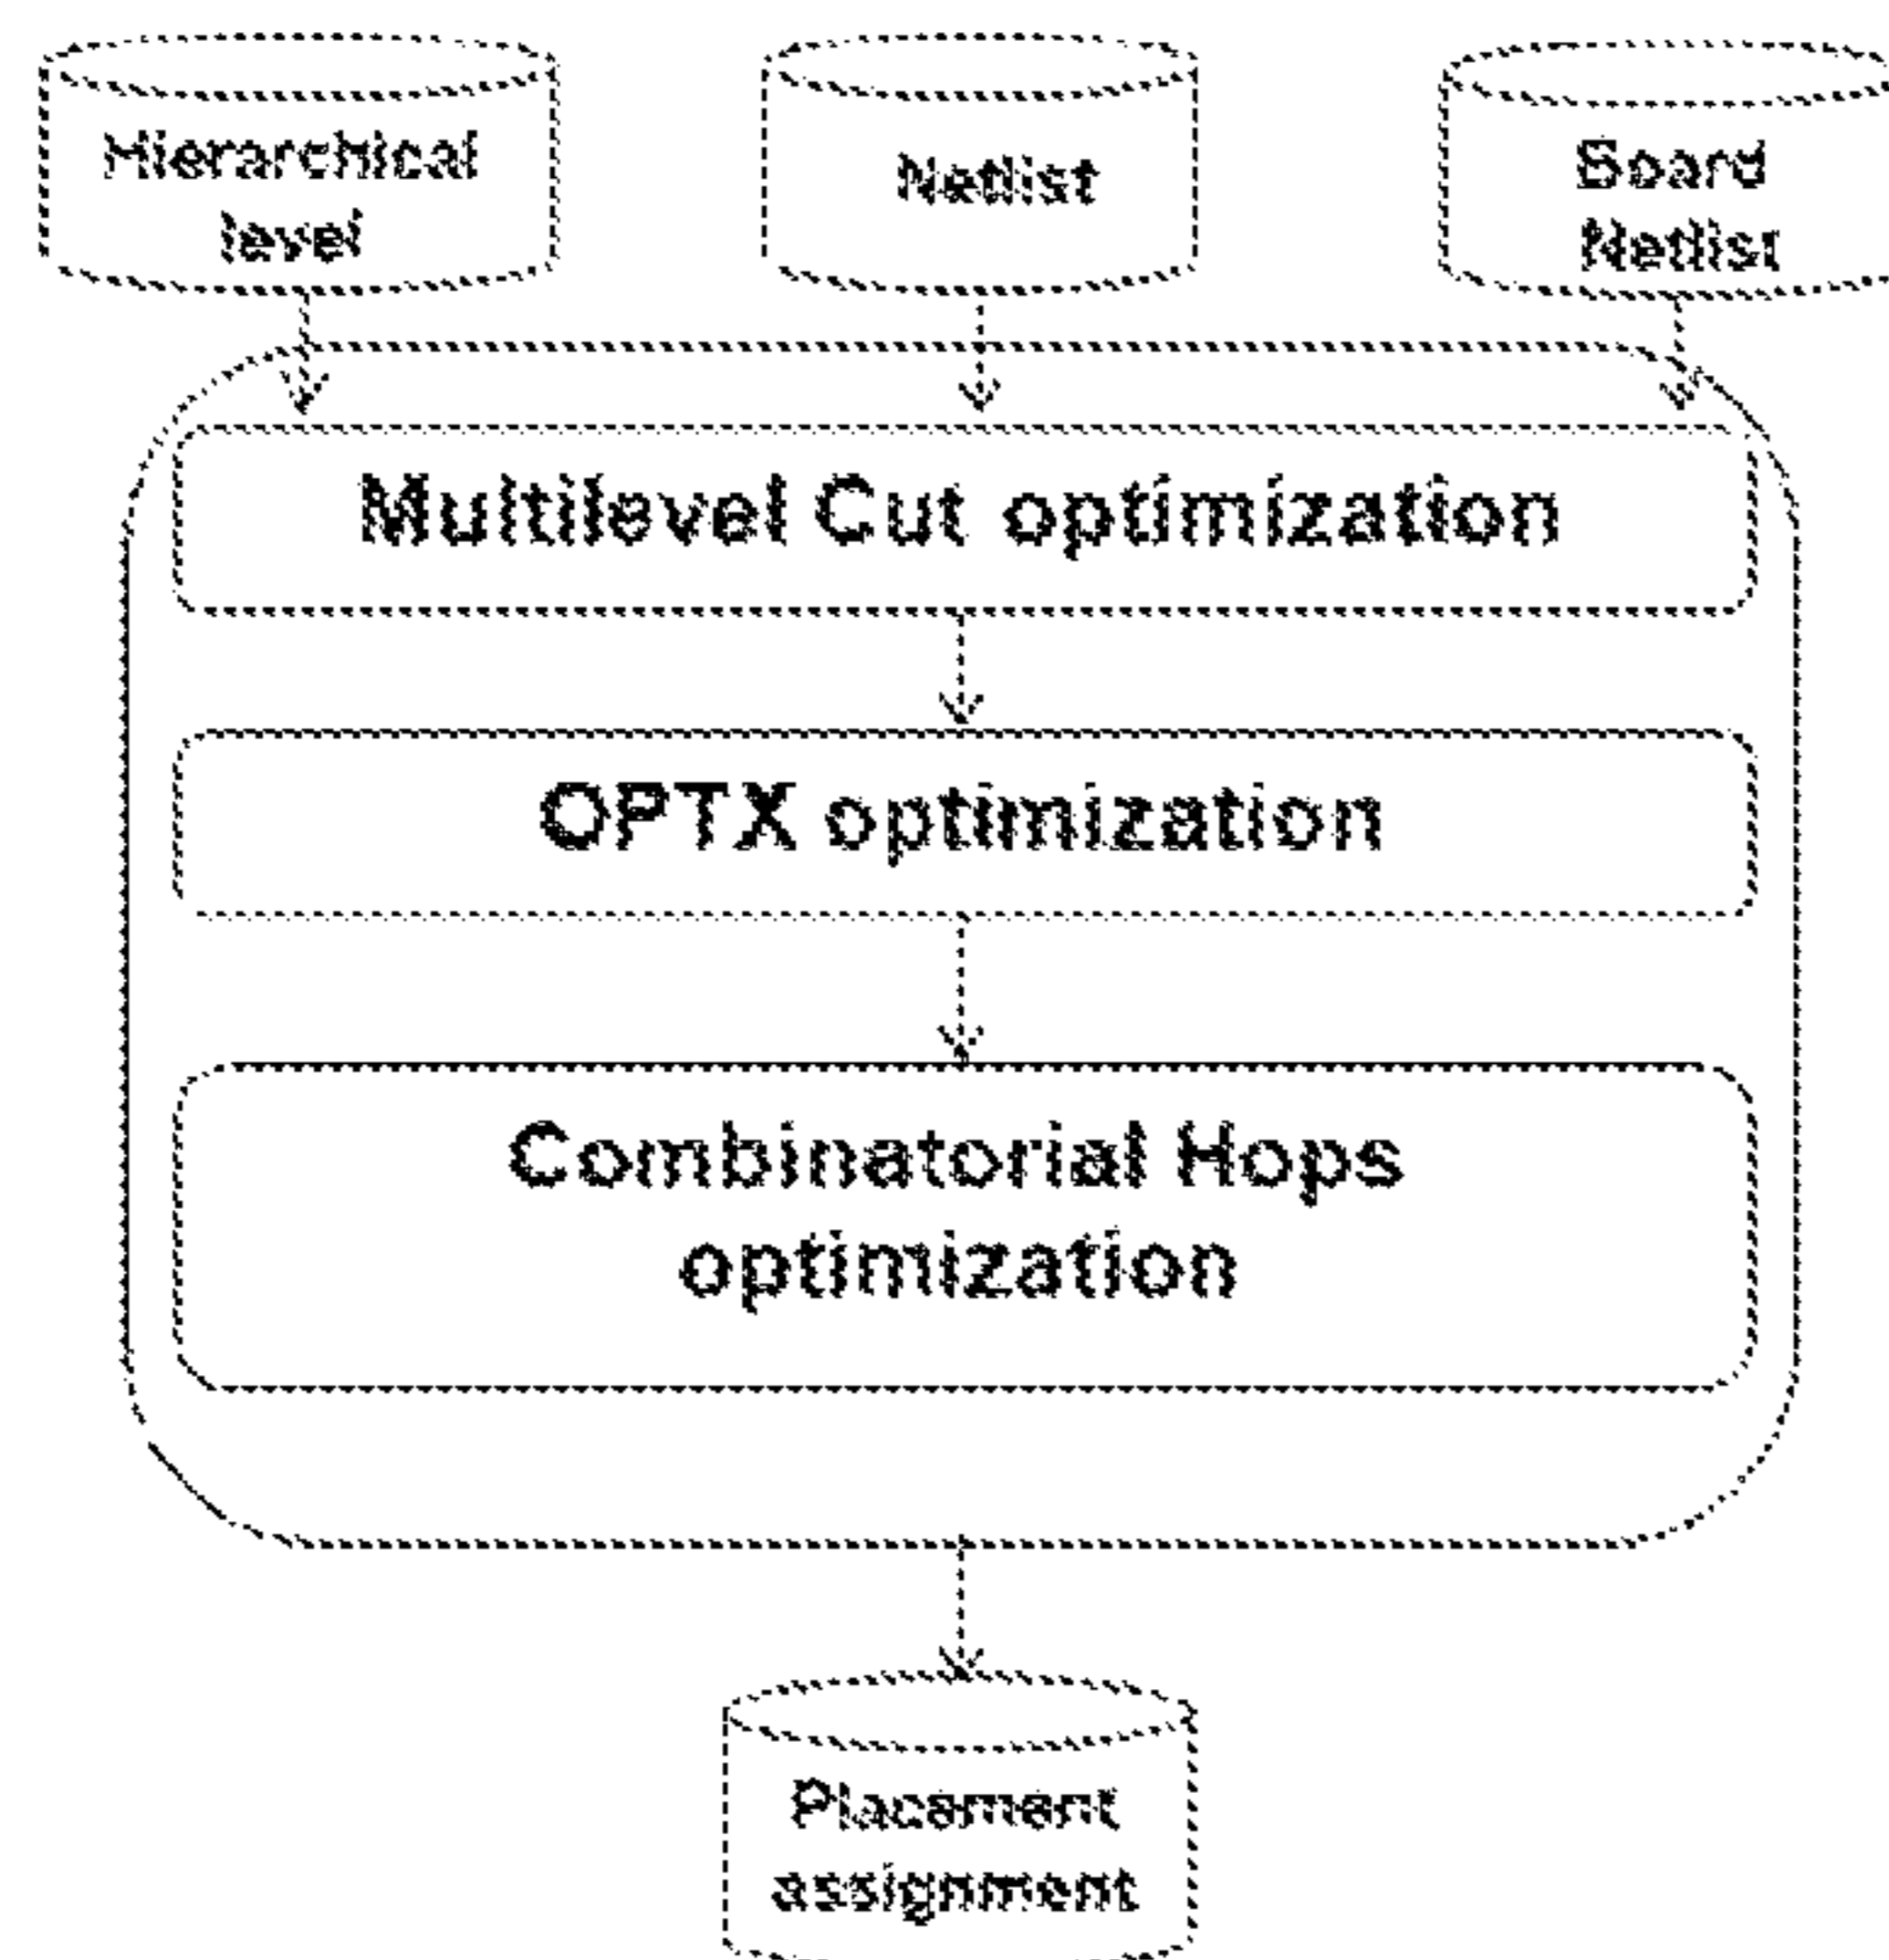 Hierarchical
level
Netlist
Board
Netlist
Multilevel Cut optimization
OPTX optimization
Combinatorial Hops
optimization
Placement
assignment